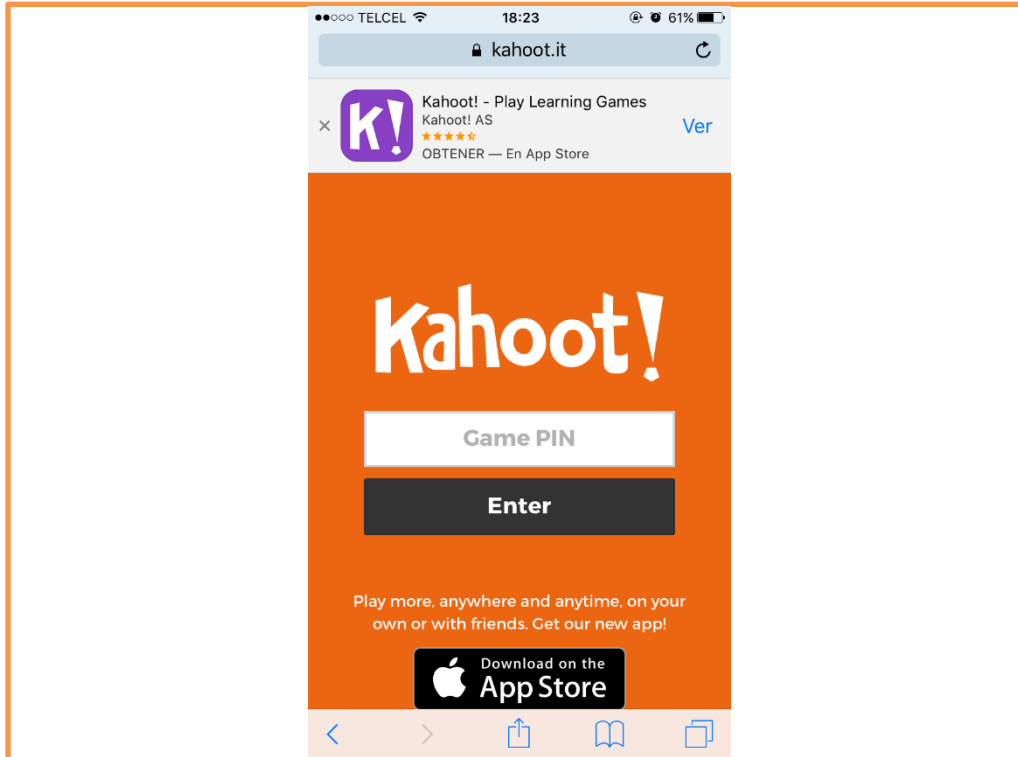 TELCEL 18:23 61%
kahoot.it
Kahoot! - Play Learning Games
Kahoot! AS
OBTENER — En App Store
Ver
K!
Kahoot!
Game PIN
Enter
Play more, anywhere and anytime, on your
own or with friends. Get our new app!
Download on the
App Store